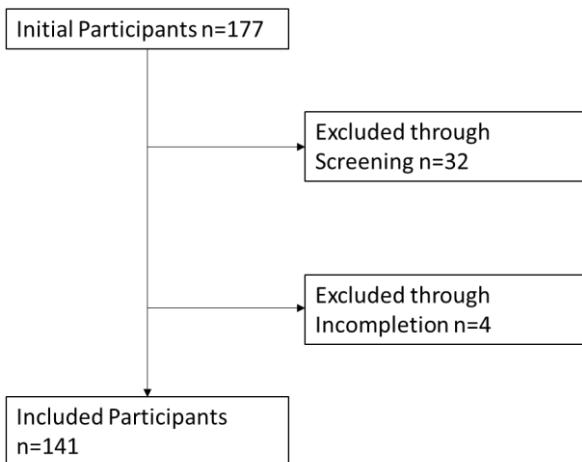 Initial Participants n=177
Excluded through
Screening n=32
Excluded through
Incompletion n=4
Included Participants
n=141